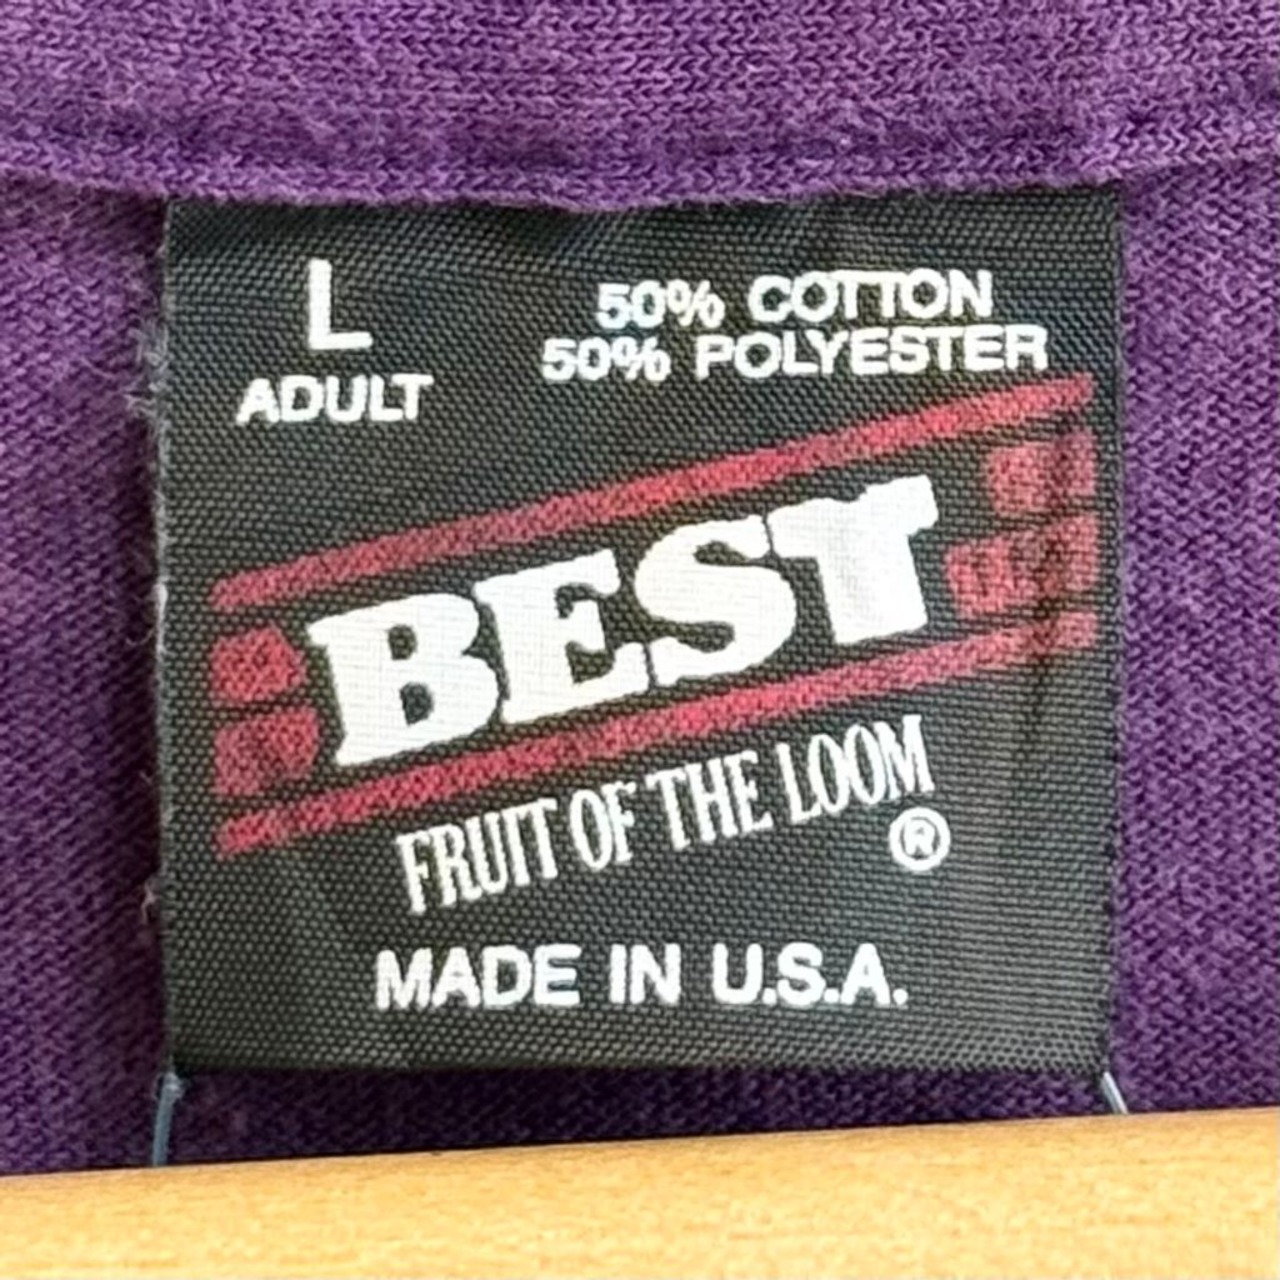 L
ADULT
50% COTTON
50% POLYESTER
BEST
FRUIT OF THE LOOM
®
MADE IN U.S.A.